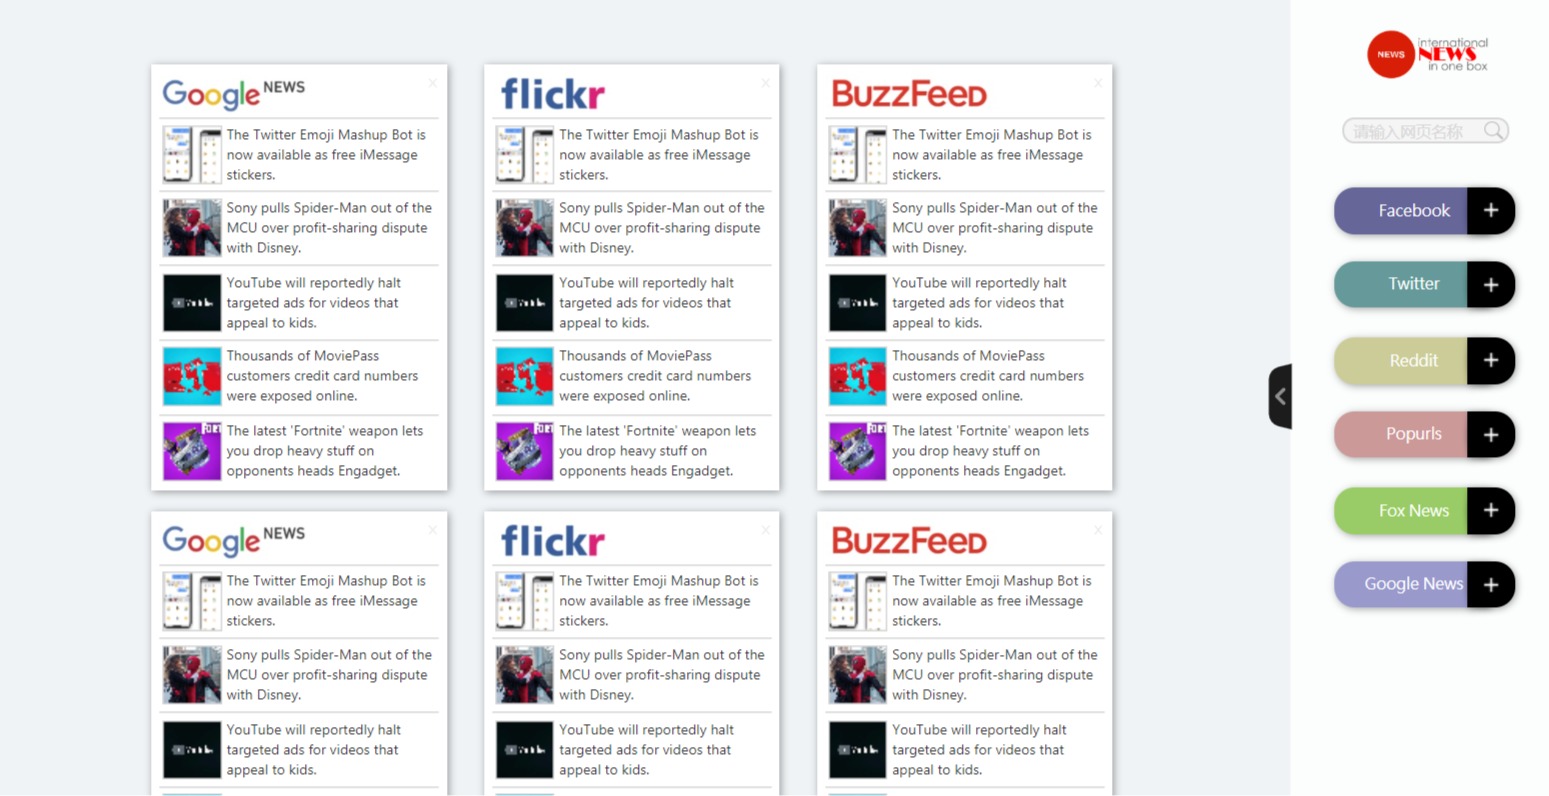 Google NEWS
×
The Twitter Emoji Mashup Bot is
now available as free iMessage
stickers.
Sony pulls Spider-Man out of the
MCU over profit-sharing dispute
with Disney.
YouTube will reportedly halt
targeted ads for videos that
appeal to kids.
Thousands of MoviePass
customers credit card numbers
were exposed online.
The latest 'Fortnite' weapon lets
you drop heavy stuff on
opponents heads Engadget.
flickr
×
The Twitter Emoji Mashup Bot is
now available as free iMessage
stickers.
Sony pulls Spider-Man out of the
MCU over profit-sharing dispute
with Disney.
YouTube will reportedly halt
targeted ads for videos that
appeal to kids.
Thousands of MoviePass
customers credit card numbers
were exposed online.
The latest 'Fortnite' weapon lets
you drop heavy stuff on
opponents heads Engadget.
BuzzFeed
×
The Twitter Emoji Mashup Bot is
now available as free iMessage
stickers.
Sony pulls Spider-Man out of the
MCU over profit-sharing dispute
with Disney.
YouTube will reportedly halt
targeted ads for videos that
appeal to kids.
Thousands of MoviePass
customers credit card numbers
were exposed online.
The latest 'Fortnite' weapon lets
you drop heavy stuff on
opponents heads Engadget.
Google NEWS
×
The Twitter Emoji Mashup Bot is
now available as free iMessage
stickers.
Sony pulls Spider-Man out of the
MCU over profit-sharing dispute
with Disney.
YouTube will reportedly halt
targeted ads for videos that
appeal to kids.
flickr
×
The Twitter Emoji Mashup Bot is
now available as free iMessage
stickers.
Sony pulls Spider-Man out of the
MCU over profit-sharing dispute
with Disney.
YouTube will reportedly halt
targeted ads for videos that
appeal to kids.
BuzzFeed
×
The Twitter Emoji Mashup Bot is
now available as free iMessage
stickers.
Sony pulls Spider-Man out of the
MCU over profit-sharing dispute
with Disney.
YouTube will reportedly halt
targeted ads for videos that
appeal to kids.
NEWS
international
NEWS
in one box
请输入网页名称
Facebook +
Twitter +
Reddit +
Popurls +
Fox News +
Google News +